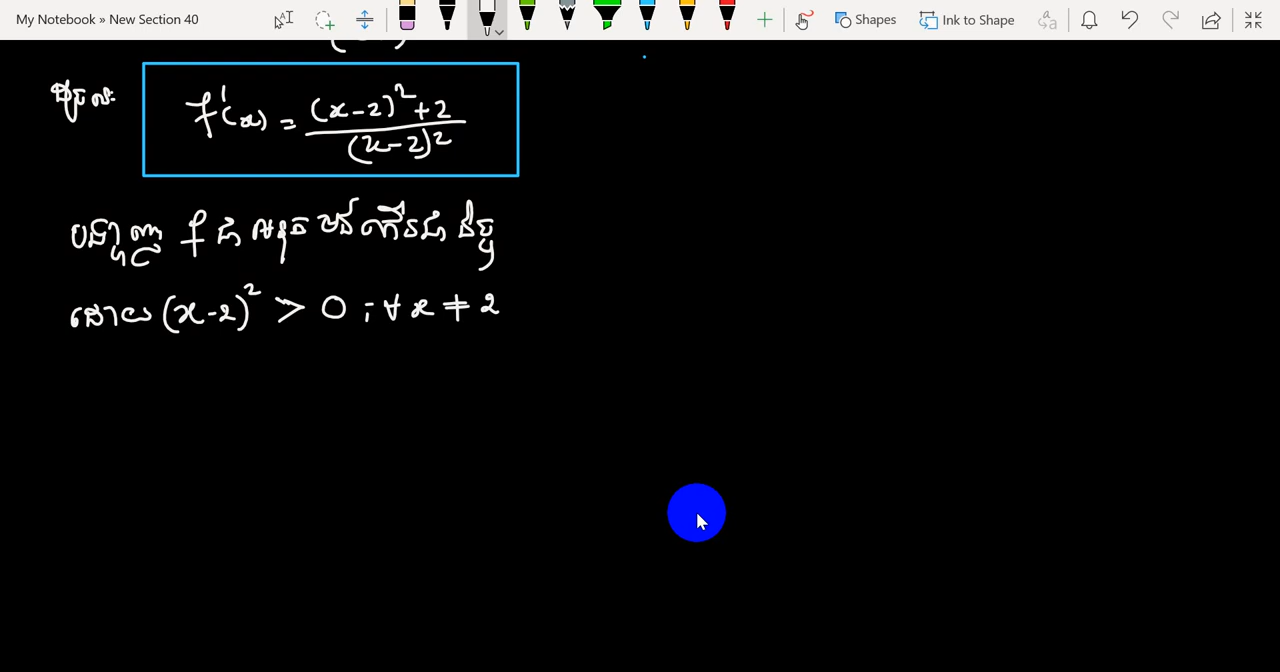 My Notebook » New Section 40
Shapes
Ink to Shape
ដូចនេះ f'(x) = ((x-2)² + 2) / (x-2)²
បង្ហាញ f ជាអនុគមន៍កើនជានិច្ច
ដោយ (x-2)² > 0 ; ∀ x ≠ 2